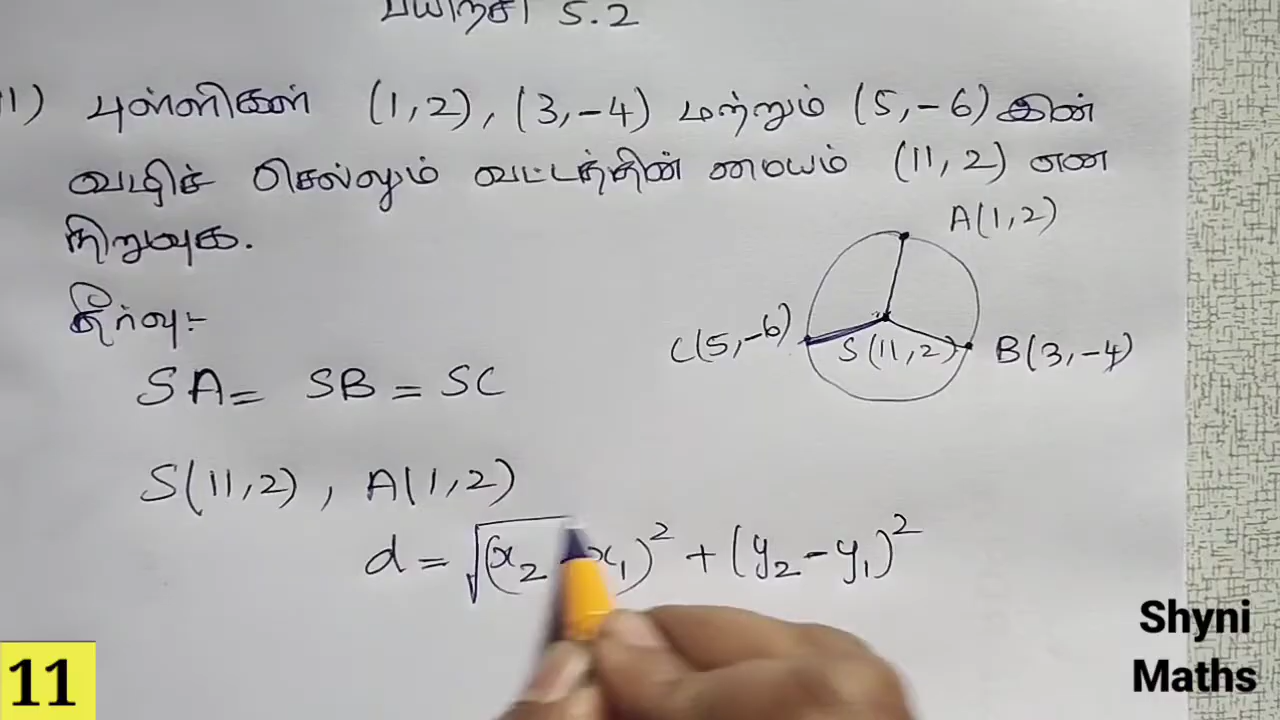 பயிற்சி 5.2
11) புள்ளிகள் (1,2), (3,-4) மற்றும் (5,-6) இன்
வழிச் செல்லும் வட்டத்தின் மையம் (11,2) என
நிறுவுக.
தீர்வு:-
A(1,2)
C(5,-6)
S(11,2)
B(3,-4)
SA = SB = SC
S(11,2), A(1,2)
d = √(x₂-x₁)² + (y₂-y₁)²
Shyni
Maths
11